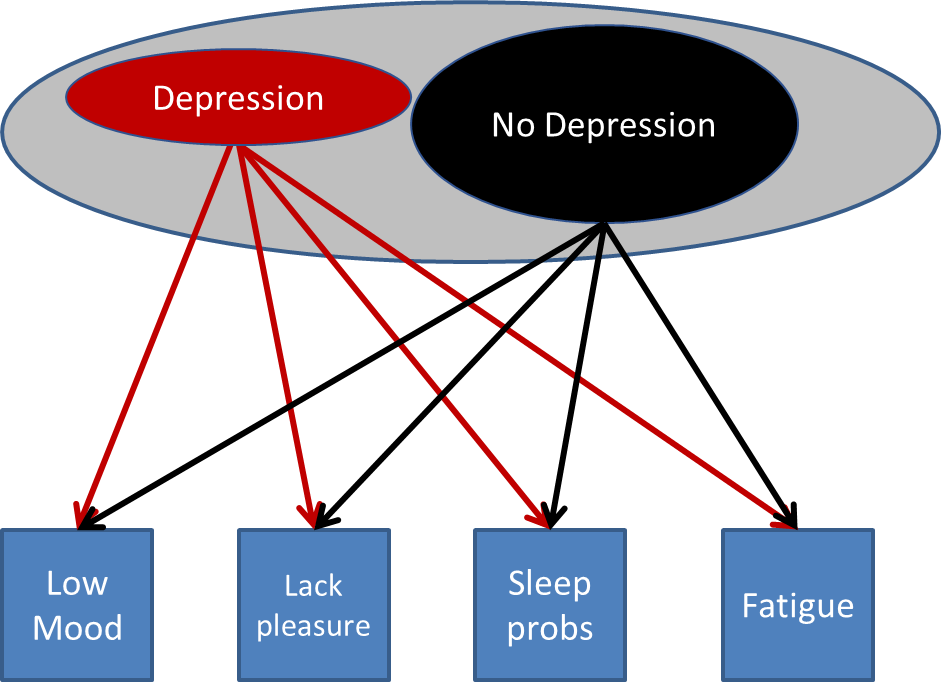 Depression
No Depression
Low
Mood
Lack
pleasure
Sleep
probs
Fatigue